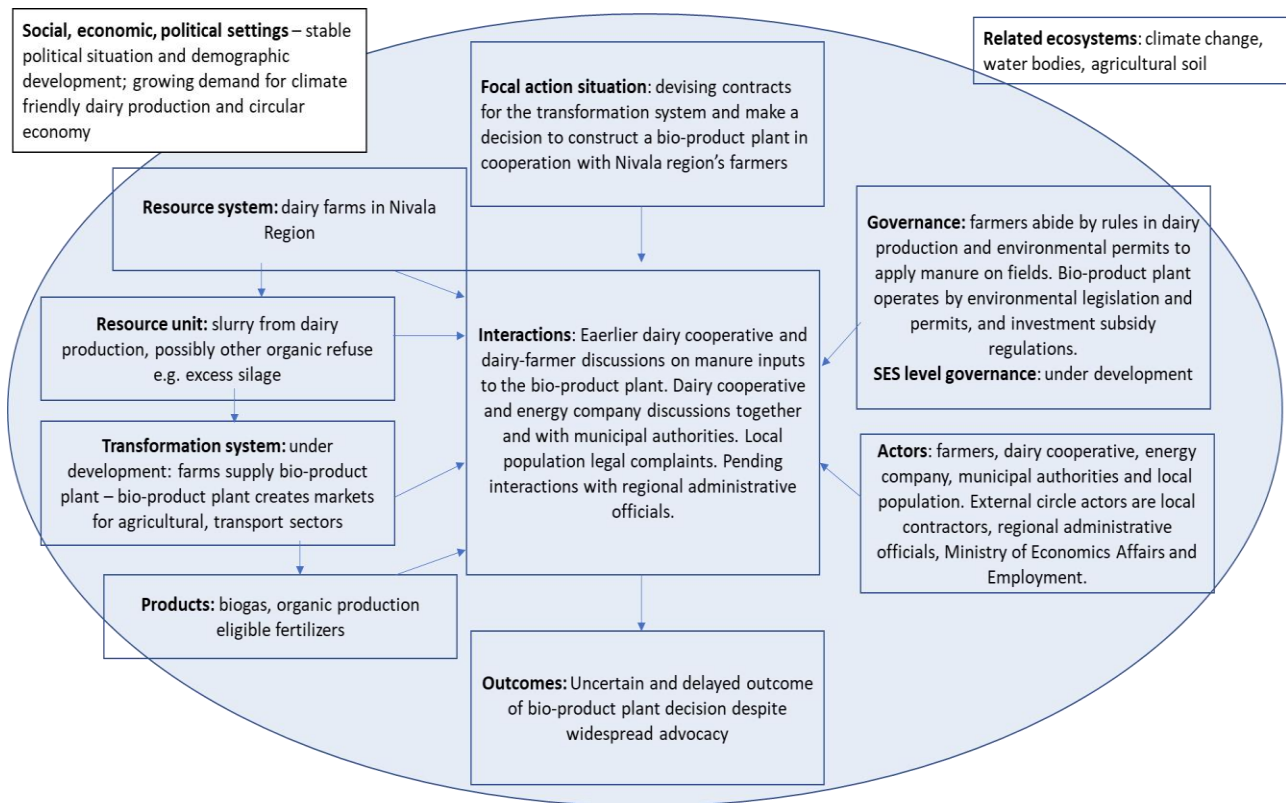 Social, economic, political settings – stable
political situation and demographic
development; growing demand for climate
friendly dairy production and circular
economy
Related ecosystems: climate change,
water bodies, agricultural soil
Focal action situation: devising contracts
for the transformation system and make a
decision to construct a bio-product plant in
cooperation with Nivala region's farmers
Resource system: dairy farms in Nivala
Region
Resource unit: slurry from dairy
production, possibly other organic refuse
e.g. excess silage
Transformation system: under
development: farms supply bio-product
plant – bio-product plant creates markets
for agricultural, transport sectors
Products: biogas, organic production
eligible fertilizers
Interactions: Eaerlier dairy cooperative and
dairy-farmer discussions on manure inputs
to the bio-product plant. Dairy cooperative
and energy company discussions together
and with municipal authorities. Local
population legal complaints. Pending
interactions with regional administrative
officials.
Governance: farmers abide by rules in dairy
production and environmental permits to
apply manure on fields. Bio-product plant
operates by environmental legislation and
permits, and investment subsidy
regulations.
SES level governance: under development
Actors: farmers, dairy cooperative, energy
company, municipal authorities and local
population. External circle actors are local
contractors, regional administrative
officials, Ministry of Economics Affairs and
Employment.
Outcomes: Uncertain and delayed outcome
of bio-product plant decision despite
widespread advocacy